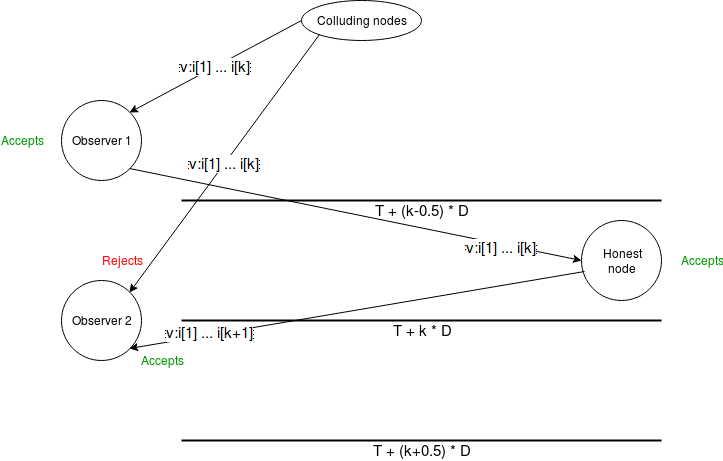 Colluding nodes
:v:i[1] ... i[k]:
Accepts
Observer 1
:v:i[1] ... i[k]:
T + (k-0.5) * D
:v:i[1] ... i[k]:
Honest
node
Accepts
Rejects
Observer 2
T + k * D
:v:i[1] ... i[k+1]:
Accepts
T + (k+0.5) * D